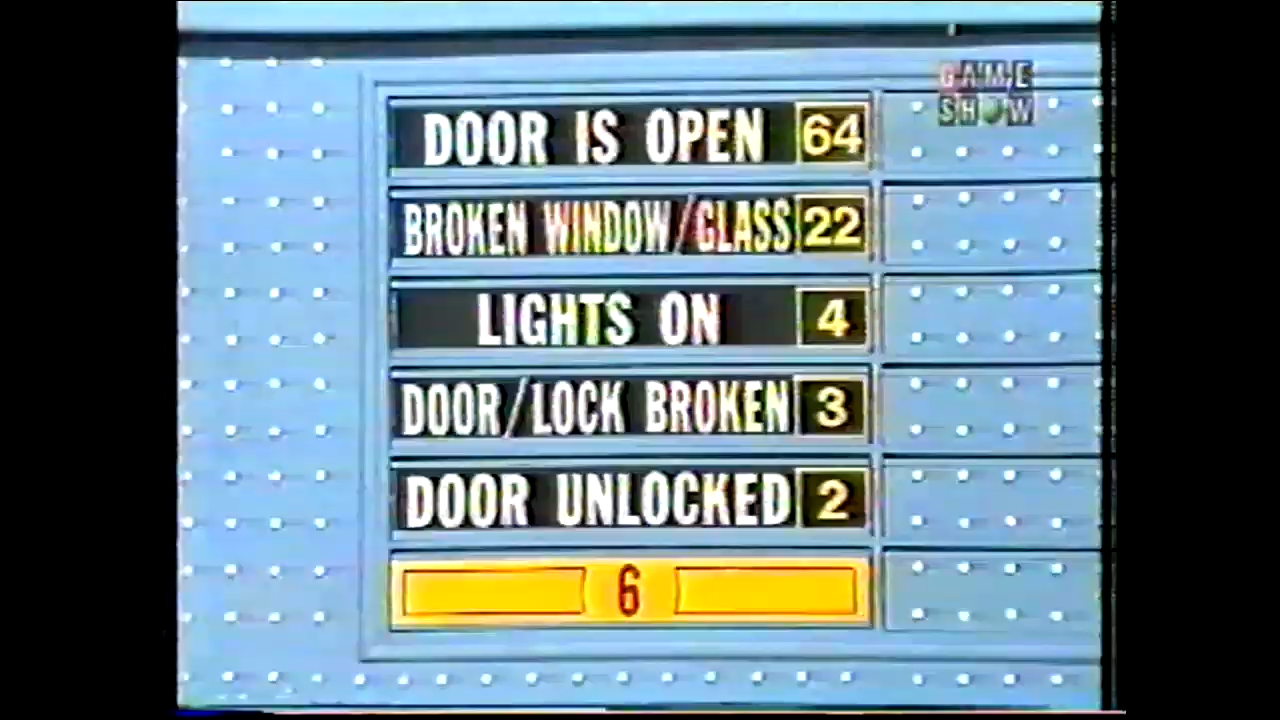 GAME
SHOW
DOOR IS OPEN 64
BROKEN WINDOW/GLASS 22
LIGHTS ON 4
DOOR/LOCK BROKEN 3
DOOR UNLOCKED 2
6